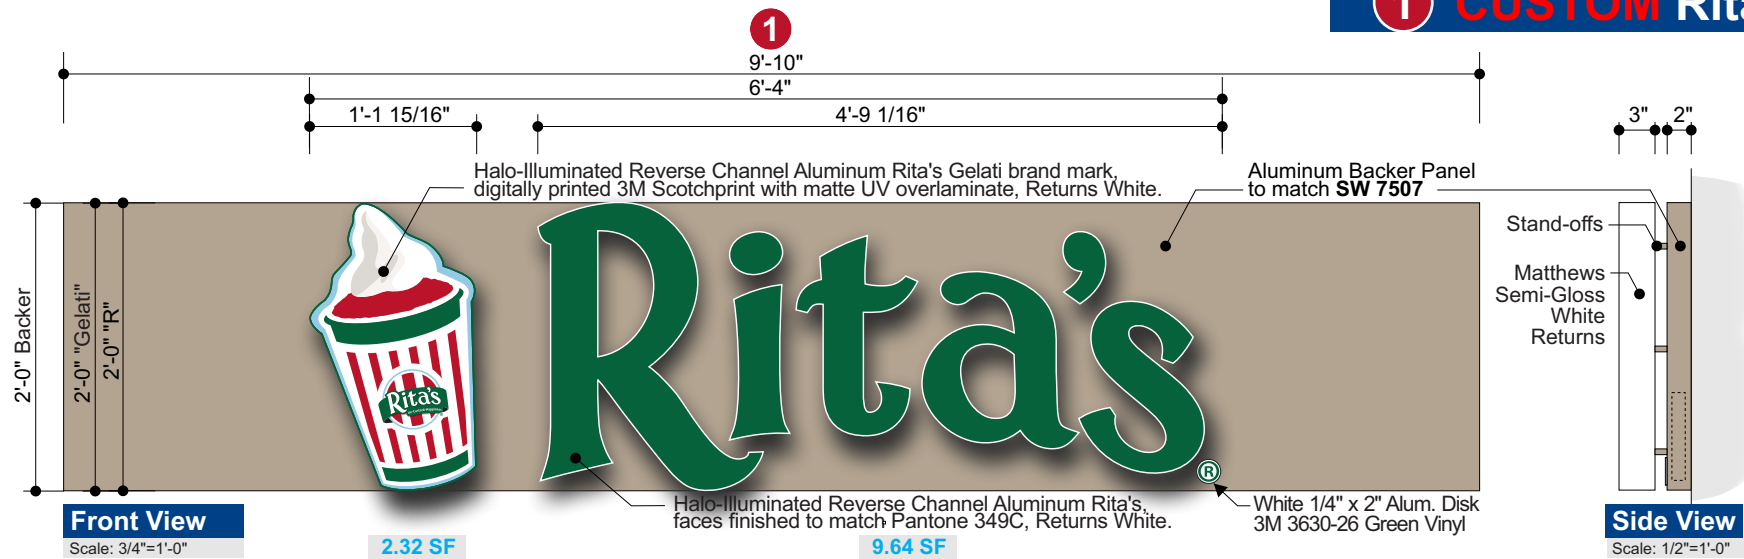 1 CUSTOM Rita
1
9'-10"
6'-4"
1'-1 15/16"
4'-9 1/16"
3"
2"
Halo-Illuminated Reverse Channel Aluminum Rita's Gelati brand mark,
digitally printed 3M Scotchprint with matte UV overlaminate, Returns White.
Aluminum Backer Panel
to match SW 7507
Stand-offs
Matthews
Semi-Gloss
White
Returns
2'-0" Backer
2'-0" "Gelati"
2'-0" "R"
Rita's
Rita's
®
Halo-Illuminated Reverse Channel Aluminum Rita's,
faces finished to match Pantone 349C, Returns White.
White 1/4" x 2" Alum. Disk
3M 3630-26 Green Vinyl
Front View
Scale: 3/4"=1'-0"
2.32 SF
9.64 SF
Side View
Scale: 1/2"=1'-0"